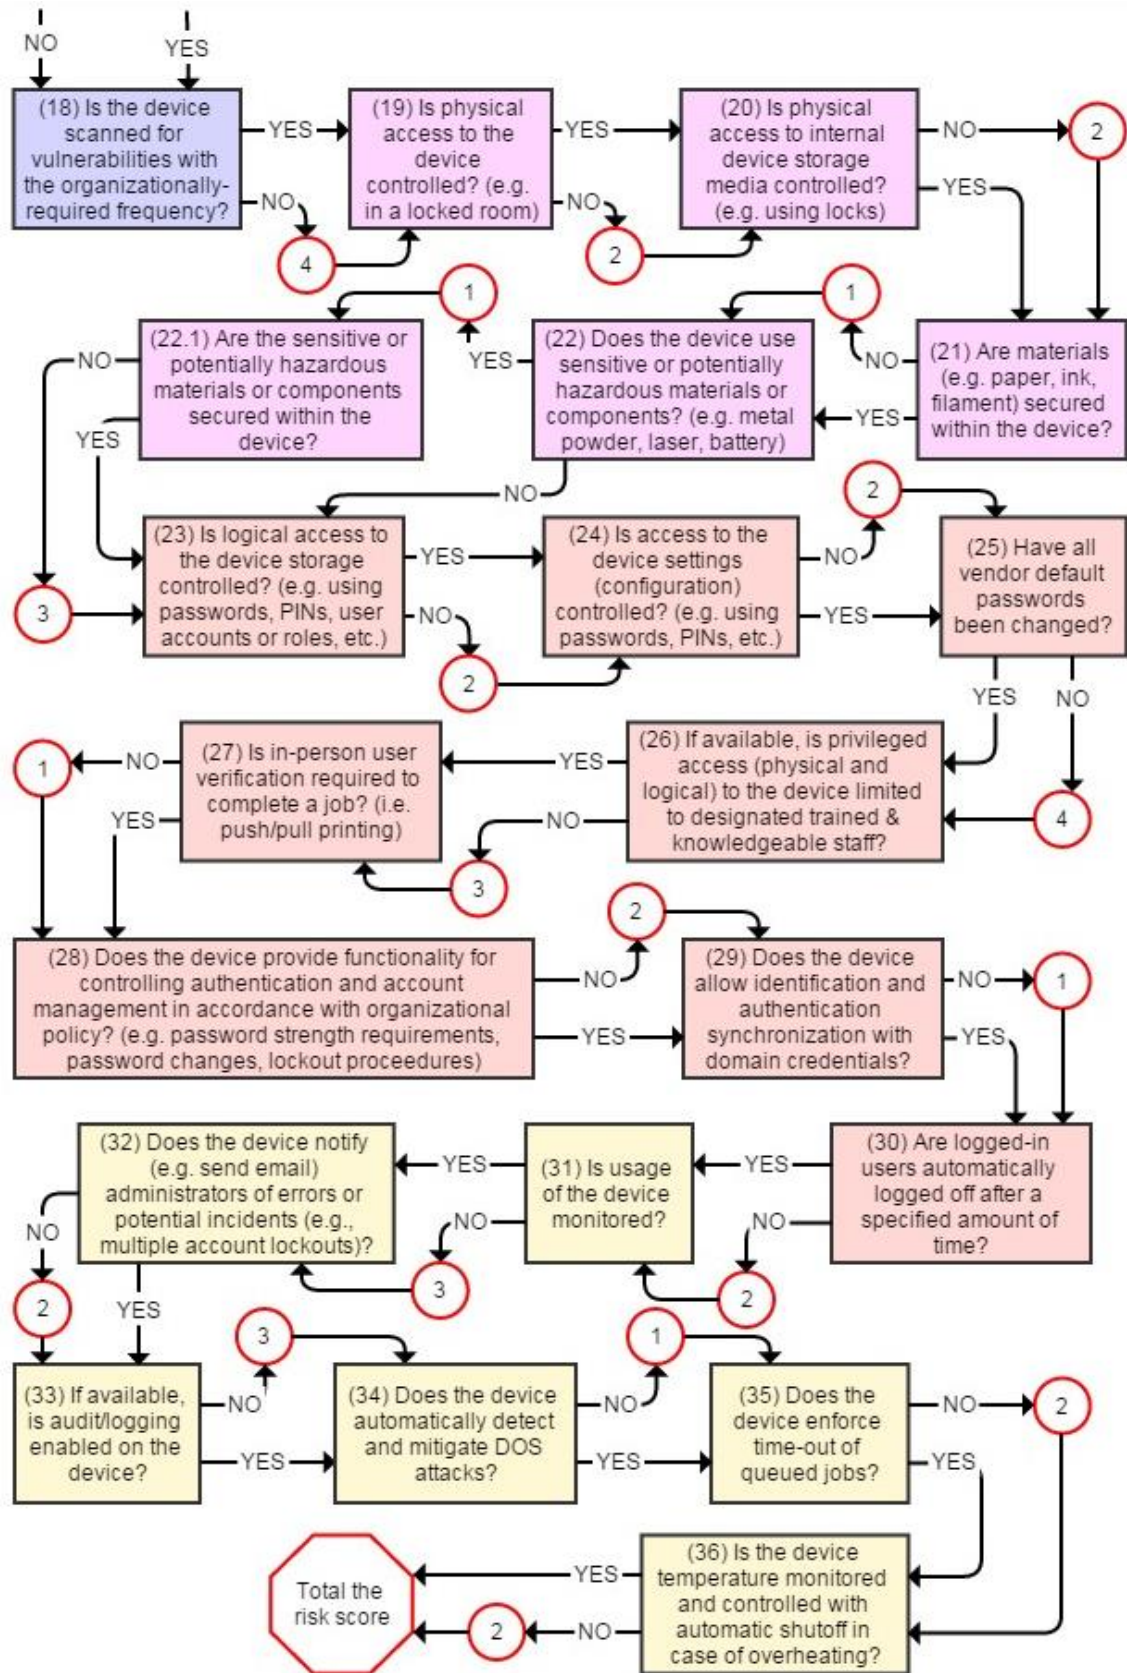 NO
YES
(18) Is the device
scanned for
vulnerabilities with
the organizationally-
required frequency?
YES
NO
4
(19) Is physical
access to the
device
controlled? (e.g.
in a locked room)
YES
NO
2
(20) Is physical
access to internal
device storage
media controlled?
(e.g. using locks)
NO
2
YES
(21) Are materials
(e.g. paper, ink,
filament) secured
within the device?
NO
1
YES
(22) Does the device use
sensitive or potentially
hazardous materials or
components? (e.g. metal
powder, laser, battery)
YES
1
NO
(22.1) Are the sensitive or
potentially hazardous
materials or components
secured within the
device?
NO
YES
3
(23) Is logical access to
the device storage
controlled? (e.g. using
passwords, PINs, user
accounts or roles, etc.)
YES
NO
2
(24) Is access to the
device settings
(configuration)
controlled? (e.g. using
passwords, PINs, etc.)
NO
2
YES
(25) Have all
vendor default
passwords
been changed?
YES
NO
4
(26) If available, is privileged
access (physical and
logical) to the device limited
to designated trained &
knowledgeable staff?
YES
NO
3
(27) Is in-person user
verification required to
complete a job? (i.e.
push/pull printing)
NO
1
YES
(28) Does the device provide functionality for
controlling authentication and account
management in accordance with organizational
policy? (e.g. password strength requirements,
password changes, lockout proceedures)
NO
2
YES
(29) Does the device
allow identification and
authentication
synchronization with
domain credentials?
NO
1
YES
(30) Are logged-in
users automatically
logged off after a
specified amount of
time?
YES
NO
2
(31) Is usage
of the device
monitored?
YES
NO
3
(32) Does the device notify
(e.g. send email)
administrators of errors or
potential incidents (e.g.,
multiple account lockouts)?
NO
2
YES
(33) If available,
is audit/logging
enabled on the
device?
NO
3
YES
(34) Does the device
automatically detect
and mitigate DOS
attacks?
NO
1
YES
(35) Does the
device enforce
time-out of
queued jobs?
NO
2
YES
(36) Is the device
temperature monitored
and controlled with
automatic shutoff in
case of overheating?
YES
NO
2
Total the
risk score